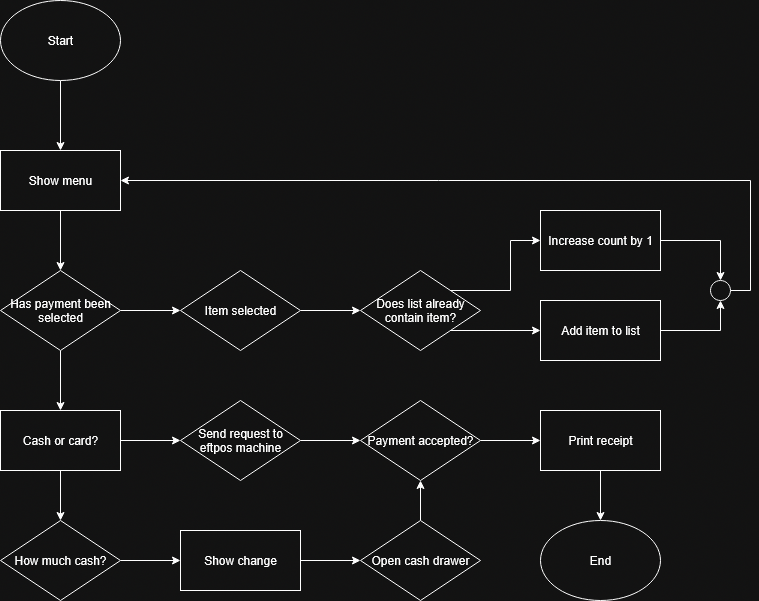 Start
Show menu
Increase count by 1
Has payment been
selected
Item selected
Does list already
contain item?
Add item to list
Cash or card?
Send request to
eftpos machine
Payment accepted?
Print receipt
How much cash?
Show change
Open cash drawer
End